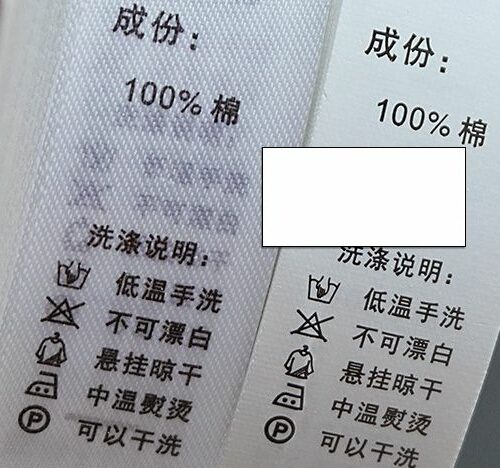 成份：
100% 棉
洗涤说明：
低温手洗
不可漂白
悬挂晾干
中温熨烫
P 可以干洗
成份：
100% 棉
洗涤说明：
低温手洗
不可漂白
悬挂晾干
中温熨烫
P 可以干洗